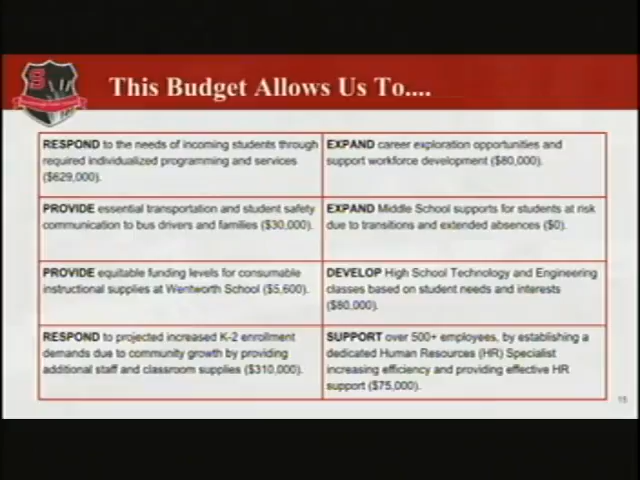 This Budget Allows Us To....
S
RESPOND to the needs of incoming students through
required individualized programming and services
($629,000).
EXPAND career exploration opportunities and
support workforce development ($80,000).
PROVIDE essential transportation and student safety
communication to bus drivers and families ($30,000).
EXPAND Middle School supports for students at risk
due to transitions and extended absences ($0).
PROVIDE equitable funding levels for consumable
instructional supplies at Wentworth School ($5,600).
DEVELOP High School Technology and Engineering
classes based on student needs and interests
($80,000).
RESPOND to projected increased K-2 enrollment
demands due to community growth by providing
additional staff and classroom supplies ($310,000).
SUPPORT over 500+ employees, by establishing a
dedicated Human Resources (HR) Specialist
increasing efficiency and providing effective HR
support ($75,000).
15